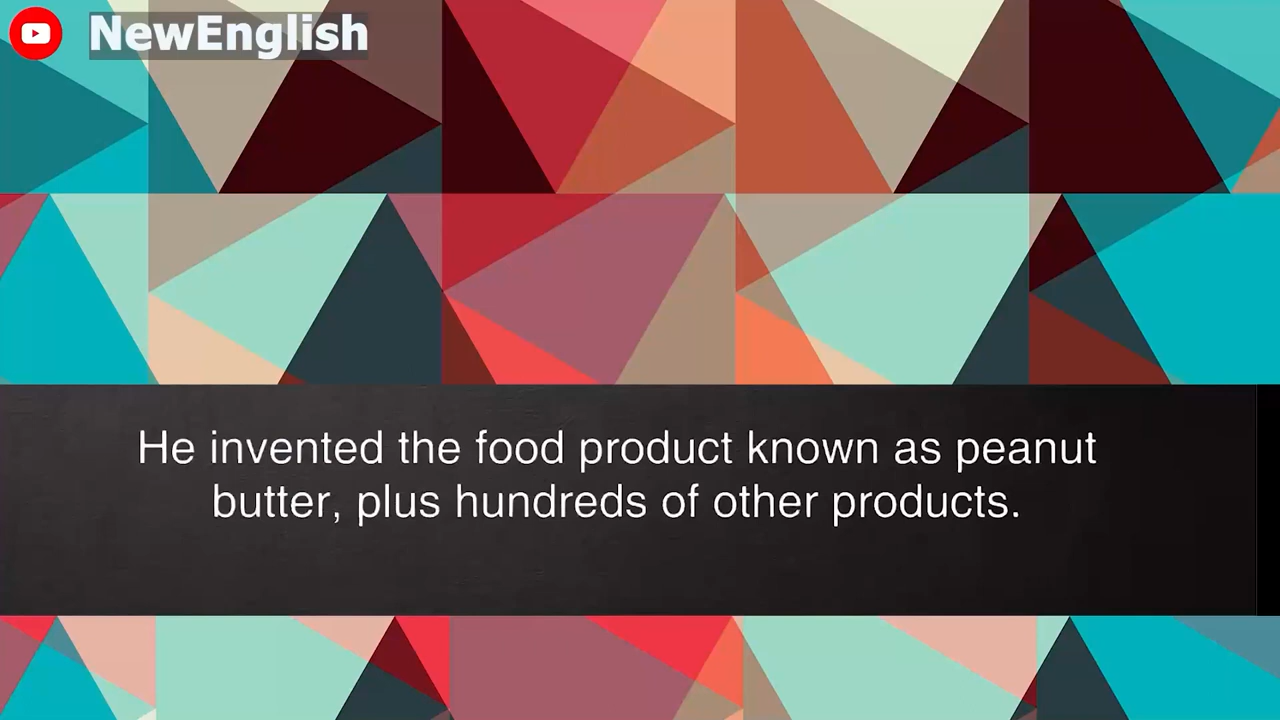 NewEnglish
He invented the food product known as peanut
butter, plus hundreds of other products.